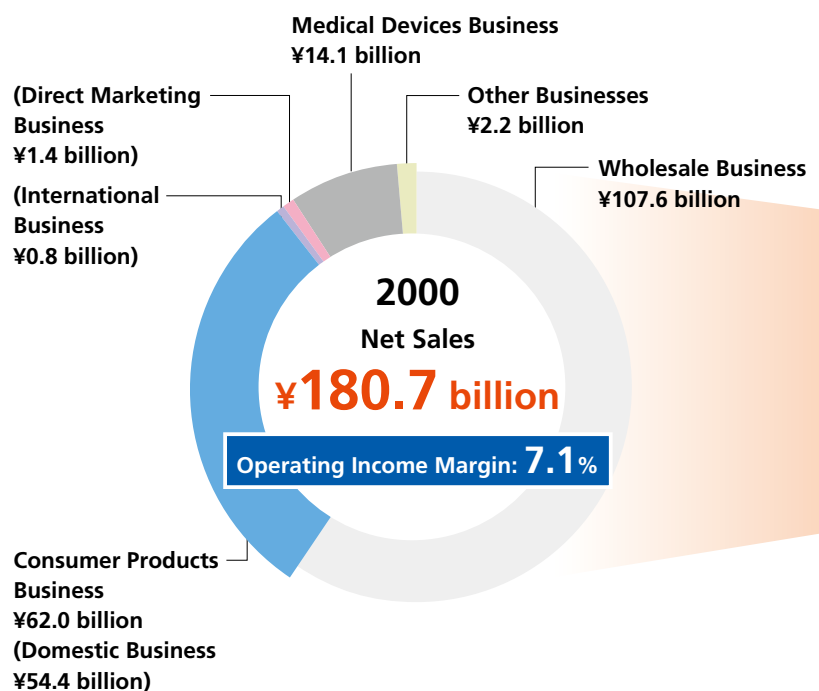 Medical Devices Business
¥14.1 billion
(Direct Marketing
Business
¥1.4 billion)
Other Businesses
¥2.2 billion
Wholesale Business
¥107.6 billion
(International
Business
¥0.8 billion)
2000
Net Sales
¥180.7 billion
Operating Income Margin: 7.1%
Consumer Products
Business
¥62.0 billion
(Domestic Business
¥54.4 billion)